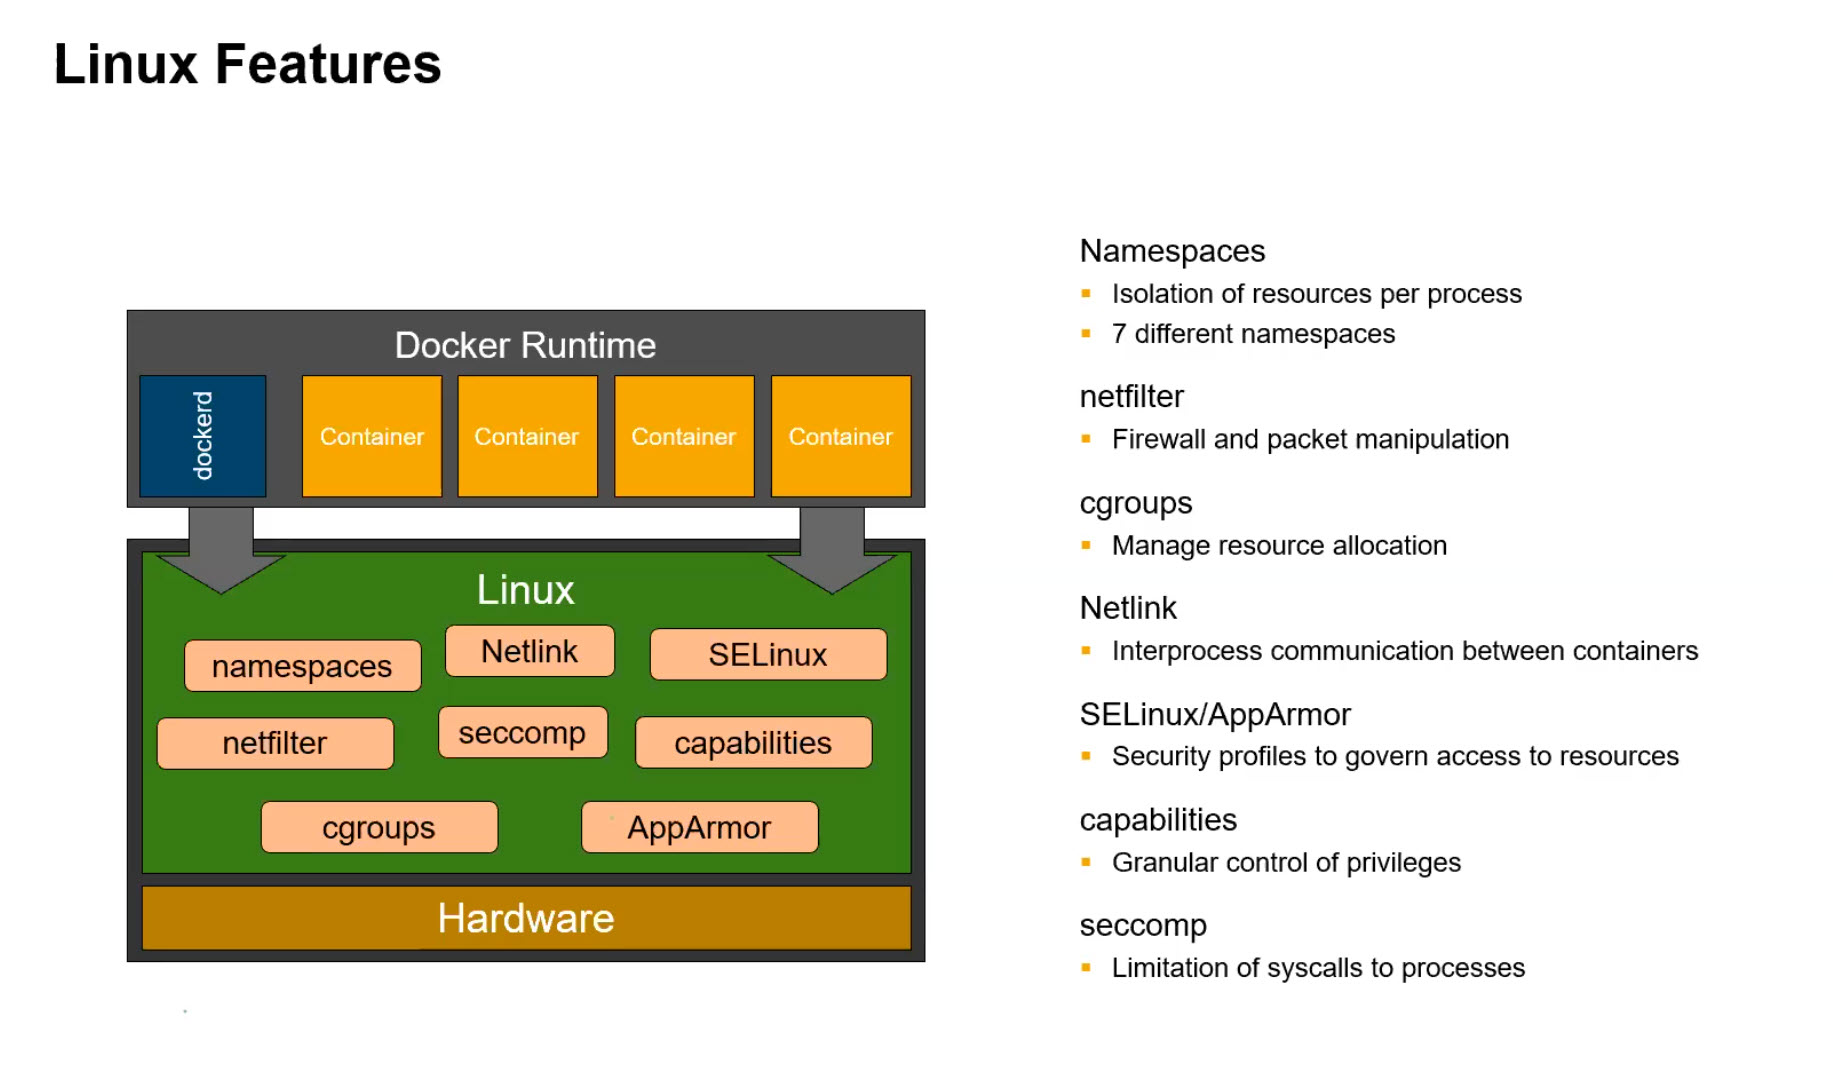 Linux Features
Docker Runtime
dockerd
Container
Container
Container
Container
Linux
namespaces
Netlink
SELinux
netfilter
seccomp
capabilities
cgroups
AppArmor
Hardware
Namespaces
Isolation of resources per process
7 different namespaces
netfilter
Firewall and packet manipulation
cgroups
Manage resource allocation
Netlink
Interprocess communication between containers
SELinux/AppArmor
Security profiles to govern access to resources
capabilities
Granular control of privileges
seccomp
Limitation of syscalls to processes